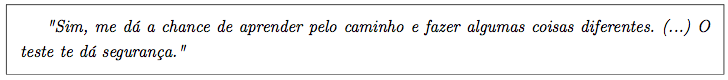 "Sim, me dá a chance de aprender pelo caminho e fazer algumas coisas diferentes. (...) O
teste te dá segurança."